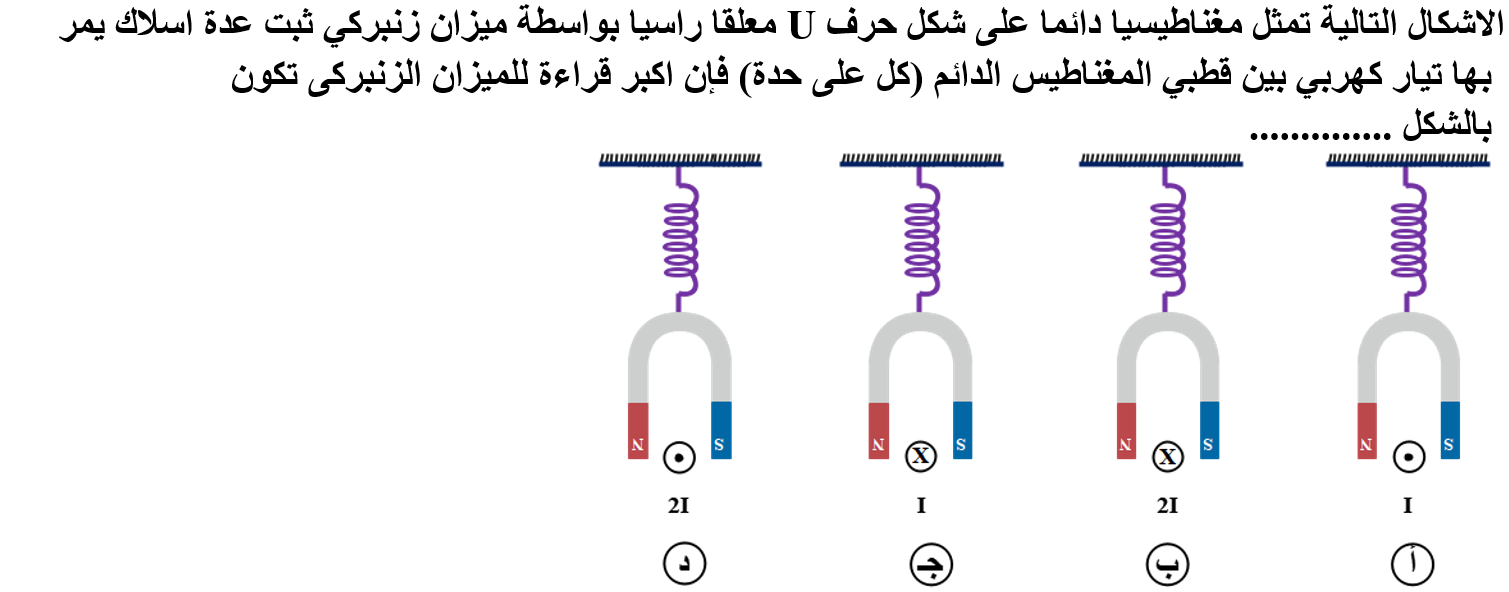 الاشكال التالية تمثل مغناطيسيا دائما على شكل حرف U معلقا راسيا بواسطة ميزان زنبركي ثبت عدة اسلاك يمر
بها تيار كهربي بين قطبي المغناطيس الدائم (كل على حدة) فإن اكبر قراءة للميزان الزنبركى تكون
بالشكل ..............
N S N S N S N S
X X
2I I 2I I
د جـ ب أ